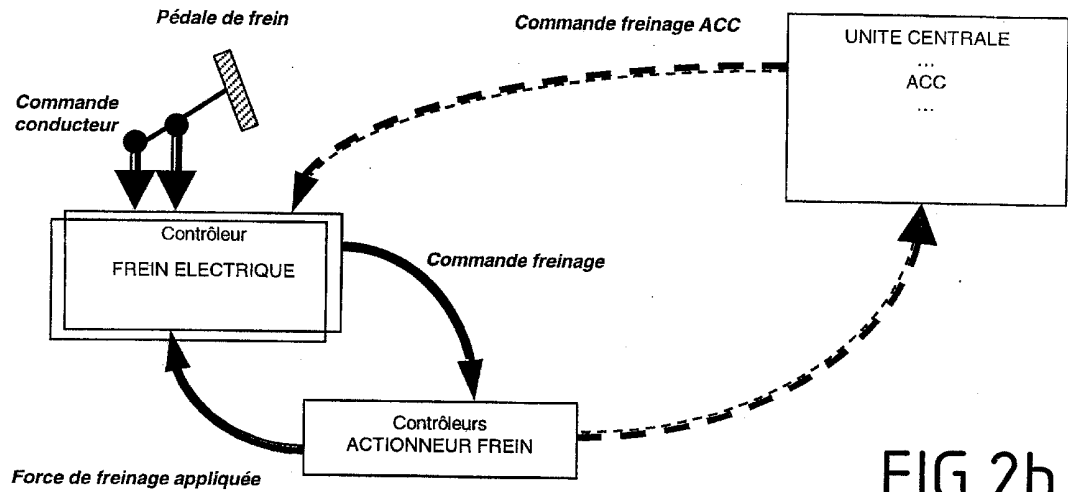 Pédale de frein
Commande freinage ACC
UNITE CENTRALE
...
ACC
...
Commande
conducteur
Contrôleur
FREIN ELECTRIQUE
Commande freinage
Contrôleurs
ACTIONNEUR FREIN
Force de freinage appliquée
FIG 2b